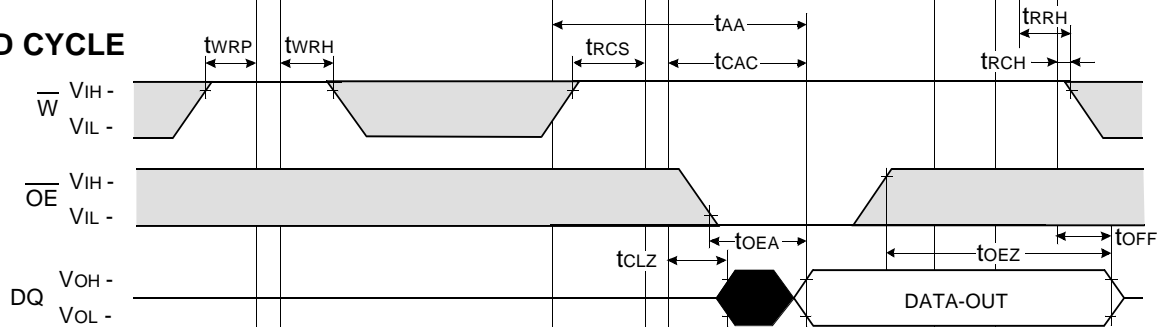 tAA
tRRH
D CYCLE
tWRP
tWRH
tRCS
tCAC
tRCH
W
VIH -
VIL -
OE
VIH -
VIL -
tOEA
tOFF
tCLZ
tOEZ
DQ
VOH -
VOL -
DATA-OUT